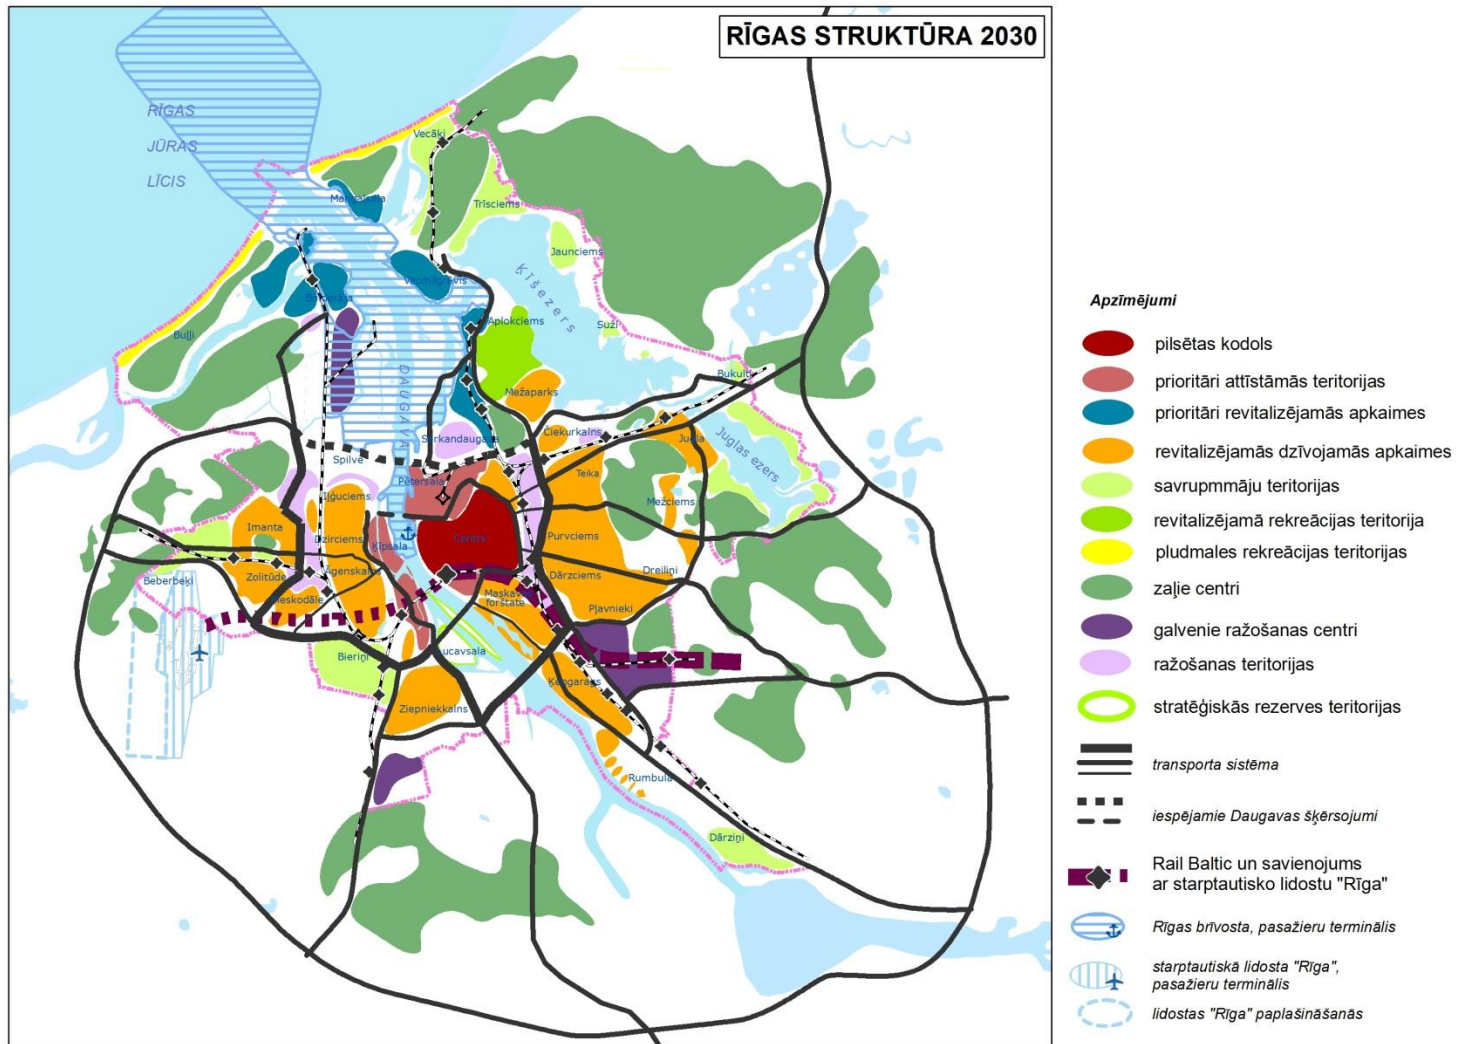 RĪGAS STRUKTŪRA 2030
RĪGAS
JŪRAS
LĪCIS
Vecāki
Mangaļsala
Trīsciems
Jaunciems
Ķīšezers
Vecmīlgrāvis
Bolderāja
Buļļi
Aplokciems
Suži
Bukulti
Mežaparks
DAUGAVA
Juglas ezers
Sarkandaugava
Čiekurkalns
Jugla
Spilve
Pētersala
Teika
Iļģuciems
Mežciems
Imanta
Dzirciems
Ķīpsala
Centrs
Purvciems
Zolitūde
Āgenskalns
Beberbeķi
Dārzciems
Dreiliņi
Pleskodāle
Maskavas
forštate
Pļavnieki
Bieriņi
Lucavsala
Ķengarags
Ziepniekkalns
Rumbula
Dārziņi
Apzīmējumi
pilsētas kodols
prioritāri attīstāmās teritorijas
prioritāri revitalizējamās apkaimes
revitalizējamās dzīvojamās apkaimes
savrupmmāju teritorijas
revitalizējamā rekreācijas teritorija
pludmales rekreācijas teritorijas
zaļie centri
galvenie ražošanas centri
ražošanas teritorijas
stratēģiskās rezerves teritorijas
transporta sistēma
iespējamie Daugavas šķērsojumi
Rail Baltic un savienojums
ar starptautisko lidostu "Rīga"
Rīgas brīvosta, pasažieru terminālis
starptautiskā lidosta "Rīga",
pasažieru terminālis
lidostas "Rīga" paplašināšanās